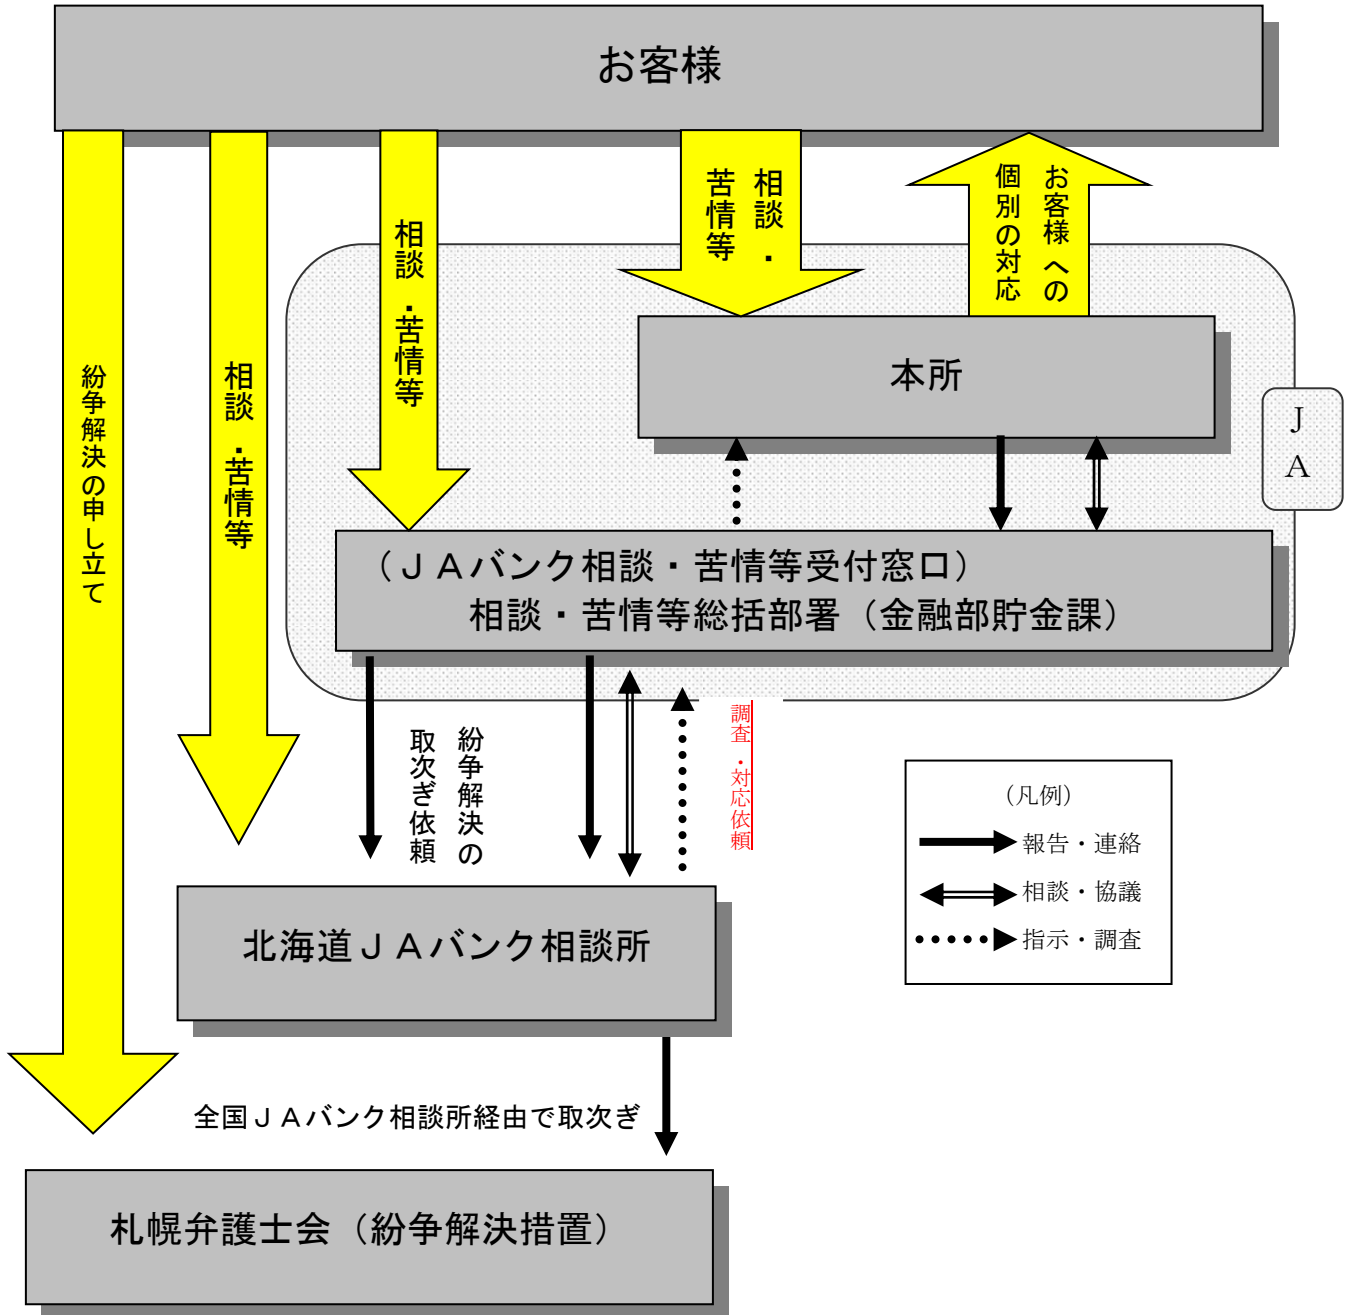 お客様
紛争解決の申し立て
相談・苦情等
相談・苦情等
相談・
苦情等
お客様への
個別の対応
本所
ＪＡ
（ＪＡバンク相談・苦情等受付窓口）
相談・苦情等総括部署（金融部貯金課）
紛争解決の
取次ぎ依頼
調査・対応依頼
（凡例）
報告・連絡
相談・協議
指示・調査
北海道ＪＡバンク相談所
全国ＪＡバンク相談所経由で取次ぎ
札幌弁護士会（紛争解決措置）